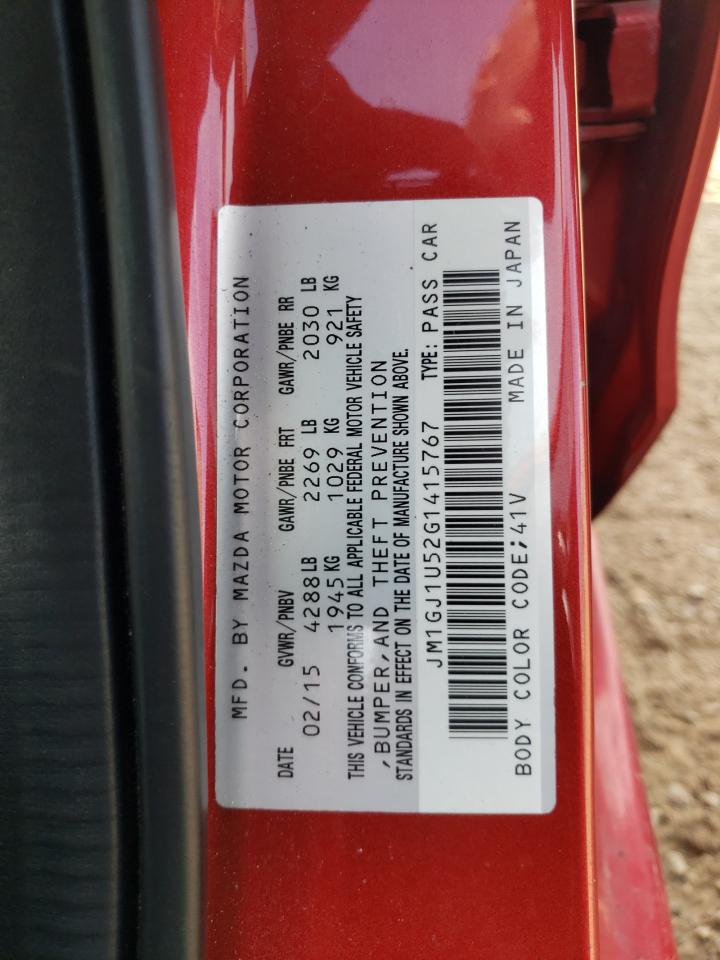 MFD. BY MAZDA MOTOR CORPORATION
DATE GVWR/PNBV GAWR/PNBE FRT GAWR/PNBE RR
02/15 4288 LB 2269 LB 2030 LB
1945 KG 1029 KG 921 KG
THIS VEHICLE CONFORMS TO ALL APPLICABLE FEDERAL MOTOR VEHICLE SAFETY
,BUMPER,AND THEFT PREVENTION
STANDARDS IN EFFECT ON THE DATE OF MANUFACTURE SHOWN ABOVE.
JM1GJ1U52G1415767 TYPE: PASS CAR
BODY COLOR CODE;41V MADE IN JAPAN